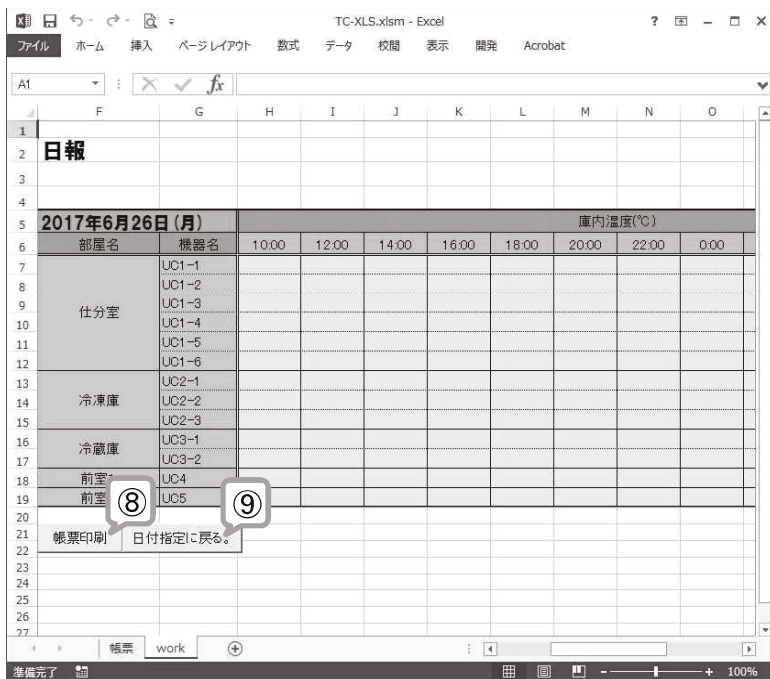 TC-XLS.xlsm - Excel
ファイル ホーム 挿入 ページ レイアウト 数式 データ 校閲 表示 開発 Acrobat
A1 fx
F G H I J K L M N O
1
2 日報
3
4
5 2017年6月26日(月) 庫内温度(℃)
6 部屋名 機器名 10:00 12:00 14:00 16:00 18:00 20:00 22:00 0:00
7 UC1-1
8 UC1-2
9 仕分室 UC1-3
10 UC1-4
11 UC1-5
12 UC1-6
13 UC2-1
14 冷凍庫 UC2-2
15 UC2-3
16 冷蔵庫 UC3-1
17 UC3-2
18 前室 UC4
19 前室 UC5
⑧ ⑨
20
21 帳票印刷 日付指定に戻る。
22
23
24
25
26
27
帳票 work
準備完了 100%